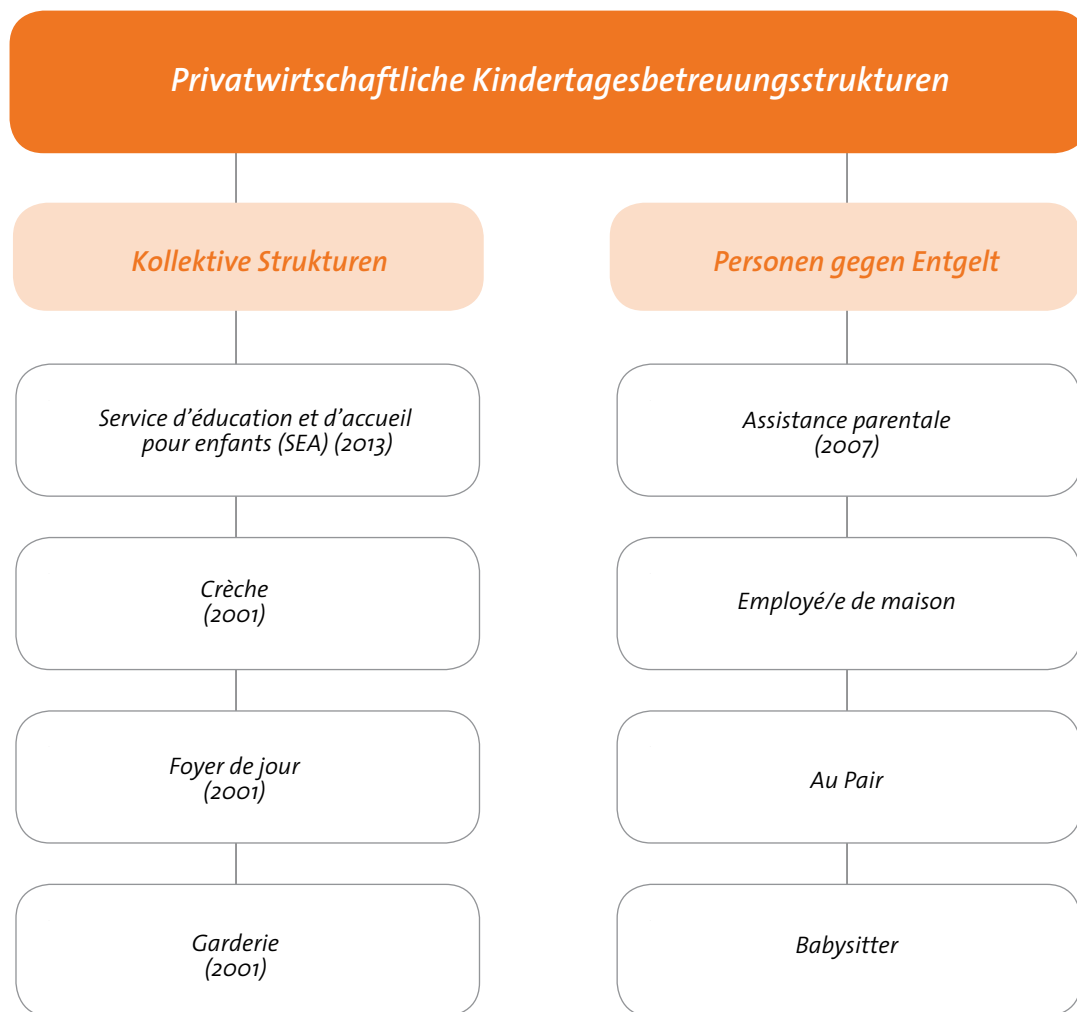 Privatwirtschaftliche Kindertagesbetreuungsstrukturen
Kollektive Strukturen
Service d’éducation et d’accueil
pour enfants (SEA) (2013)
Crèche
(2001)
Foyer de jour
(2001)
Garderie
(2001)
Personen gegen Entgelt
Assistance parentale
(2007)
Employé/e de maison
Au Pair
Babysitter